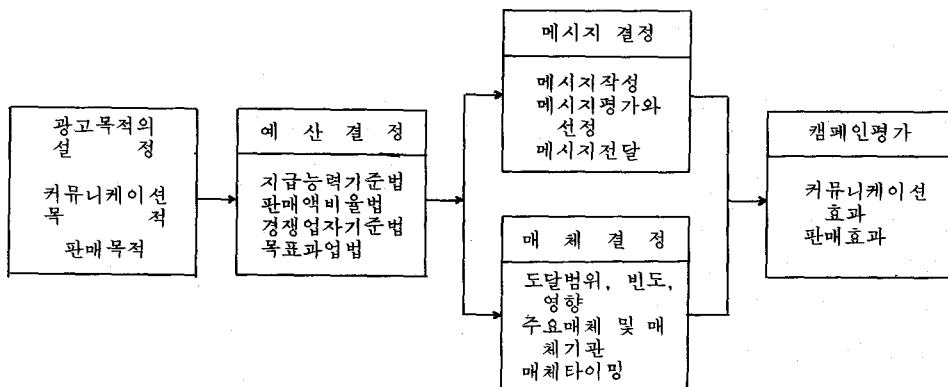 광고목적의
설 정
커뮤니케이션
목 적
판매목적
예 산 결 정
지급능력기준법
판매액비율법
경쟁업자기준법
목표과업법
메시지 결정
메시지작성
메시지평가와
선정
메시지전달
매 체 결 정
도달범위, 빈도,
영향
주요매체 및 매
체기관
매체타이밍
캠페인평가
커뮤니케이션
효과
판매효과